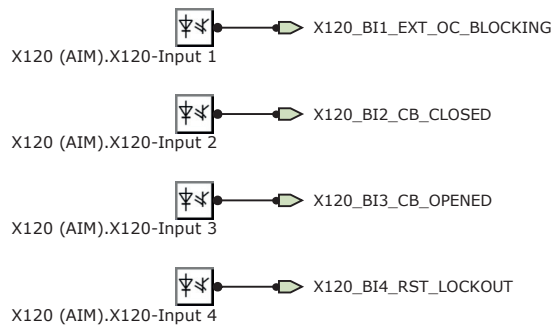 X120_BI1_EXT_OC_BLOCKING
X120 (AIM).X120-Input 1
X120_BI2_CB_CLOSED
X120 (AIM).X120-Input 2
X120_BI3_CB_OPENED
X120 (AIM).X120-Input 3
X120_BI4_RST_LOCKOUT
X120 (AIM).X120-Input 4